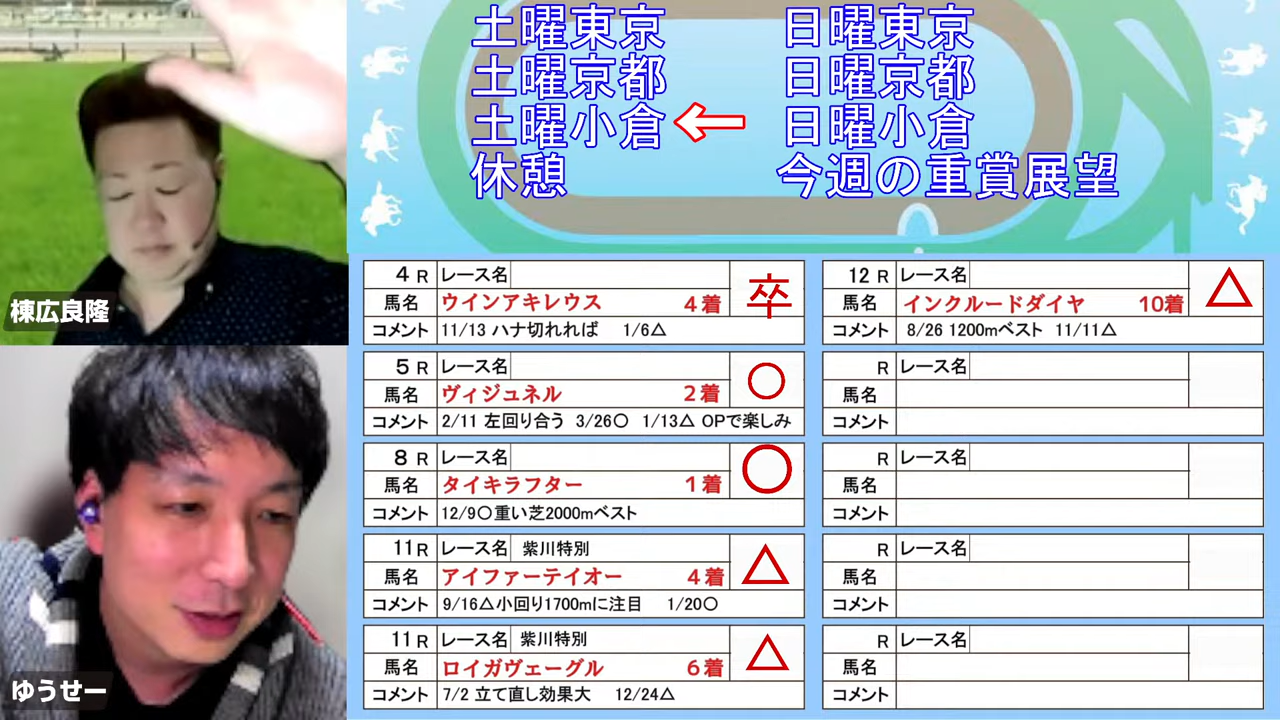 土曜東京 日曜東京
土曜京都 日曜京都
土曜小倉 ← 日曜小倉
休憩 今週の重賞展望
棟広良隆
ゆうせー
4 R レース名
馬名 ウインアキレウス 4着 卒
コメント 11/13 ハナ切れれば 1/6△
5 R レース名
馬名 ヴィジュネル 2着 ○
コメント 2/11 左回り合う 3/26〇 1/13△ OPで楽しみ
8 R レース名
馬名 タイキラフター 1着 ○
コメント 12/9〇重い芝2000mベスト
11 R レース名 紫川特別
馬名 アイファーテイオー 4着 △
コメント 9/16△小回り1700mに注目 1/20〇
11 R レース名 紫川特別
馬名 ロイガヴェーグル 6着 △
コメント 7/2 立て直し効果大 12/24△
12 R レース名
馬名 インクルードダイヤ 10着 △
コメント 8/26 1200mベスト 11/11△
R レース名
馬名
コメント
R レース名
馬名
コメント
R レース名
馬名
コメント
R レース名
馬名
コメント